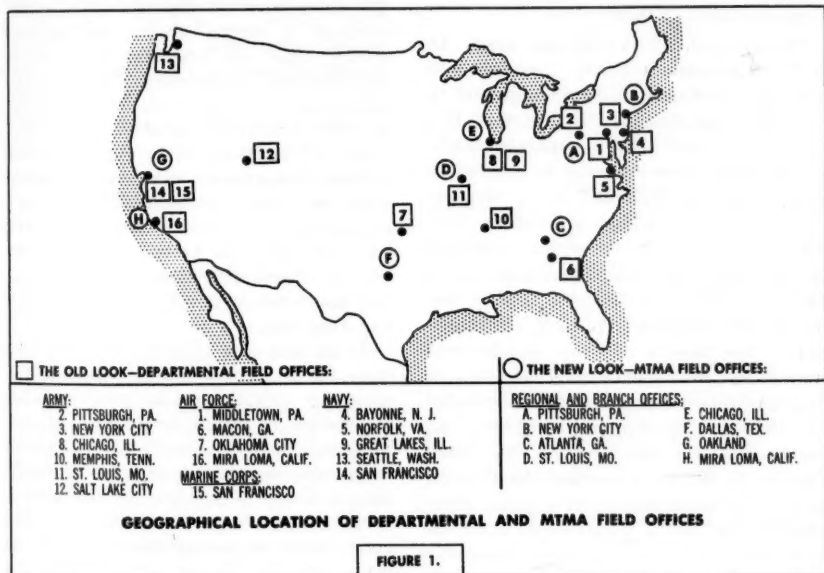 13
12
G
14 15
H
16
E
8 9
D
11
7
10
F
C
6
2
3
B
A
1
4
5
THE OLD LOOK—DEPARTMENTAL FIELD OFFICES:
ARMY:
2. PITTSBURGH, PA.
3. NEW YORK CITY
8. CHICAGO, ILL.
10. MEMPHIS, TENN.
11. ST. LOUIS, MO.
12. SALT LAKE CITY
AIR FORCE:
1. MIDDLETOWN, PA.
6. MACON, GA.
7. OKLAHOMA CITY
16. MIRA LOMA, CALIF.
MARINE CORPS:
15. SAN FRANCISCO
NAVY:
4. BAYONNE, N. J.
5. NORFOLK, VA.
9. GREAT LAKES, ILL.
13. SEATTLE, WASH.
14. SAN FRANCISCO
THE NEW LOOK—MTMA FIELD OFFICES:
REGIONAL AND BRANCH OFFICES:
A. PITTSBURGH, PA.
B. NEW YORK CITY
C. ATLANTA, GA.
D. ST. LOUIS, MO.
E. CHICAGO, ILL.
F. DALLAS, TEX.
G. OAKLAND
H. MIRA LOMA, CALIF.
GEOGRAPHICAL LOCATION OF DEPARTMENTAL AND MTMA FIELD OFFICES
FIGURE 1.